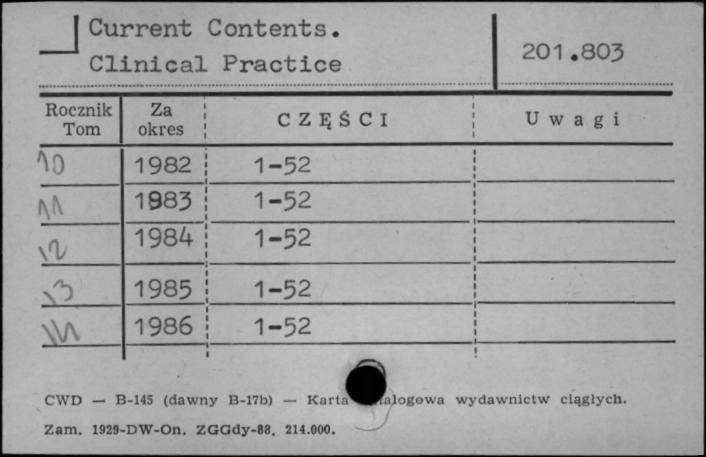 Current Contents. 201.803
Clinical Practice
Rocznik Tom Za okres CZĘŚCI Uwagi
10 1982 1-52
11 1983 1-52
12 1984 1-52
13 1985 1-52
14 1986 1-52
CWD — B-145 (dawny B-17b) — Karta wydawnictw ciągłych.
Zam. 1929-DW-On. ZGGdy-88. 214.000.